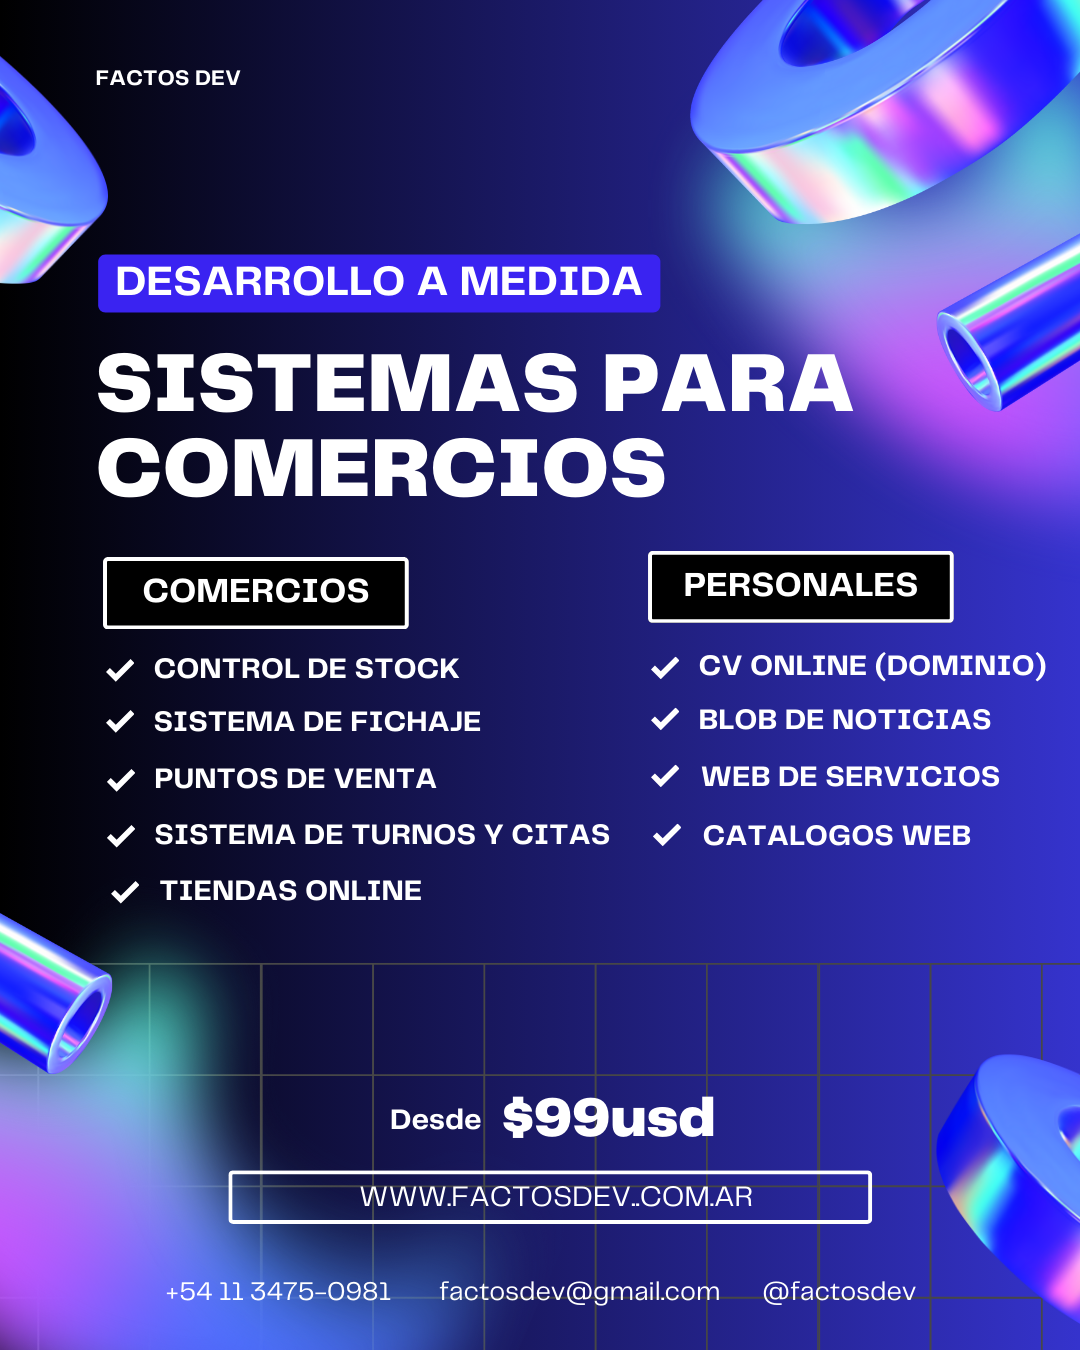 FACTOS DEV
DESARROLLO A MEDIDA
SISTEMAS PARA
COMERCIOS
COMERCIOS
CONTROL DE STOCK
SISTEMA DE FICHAJE
PUNTOS DE VENTA
SISTEMA DE TURNOS Y CITAS
TIENDAS ONLINE
PERSONALES
CV ONLINE (DOMINIO)
BLOB DE NOTICIAS
WEB DE SERVICIOS
CATALOGOS WEB
Desde $99usd
WWW.FACTOSDEV..COM.AR
+54 11 3475-0981 factosdev@gmail.com @factosdev